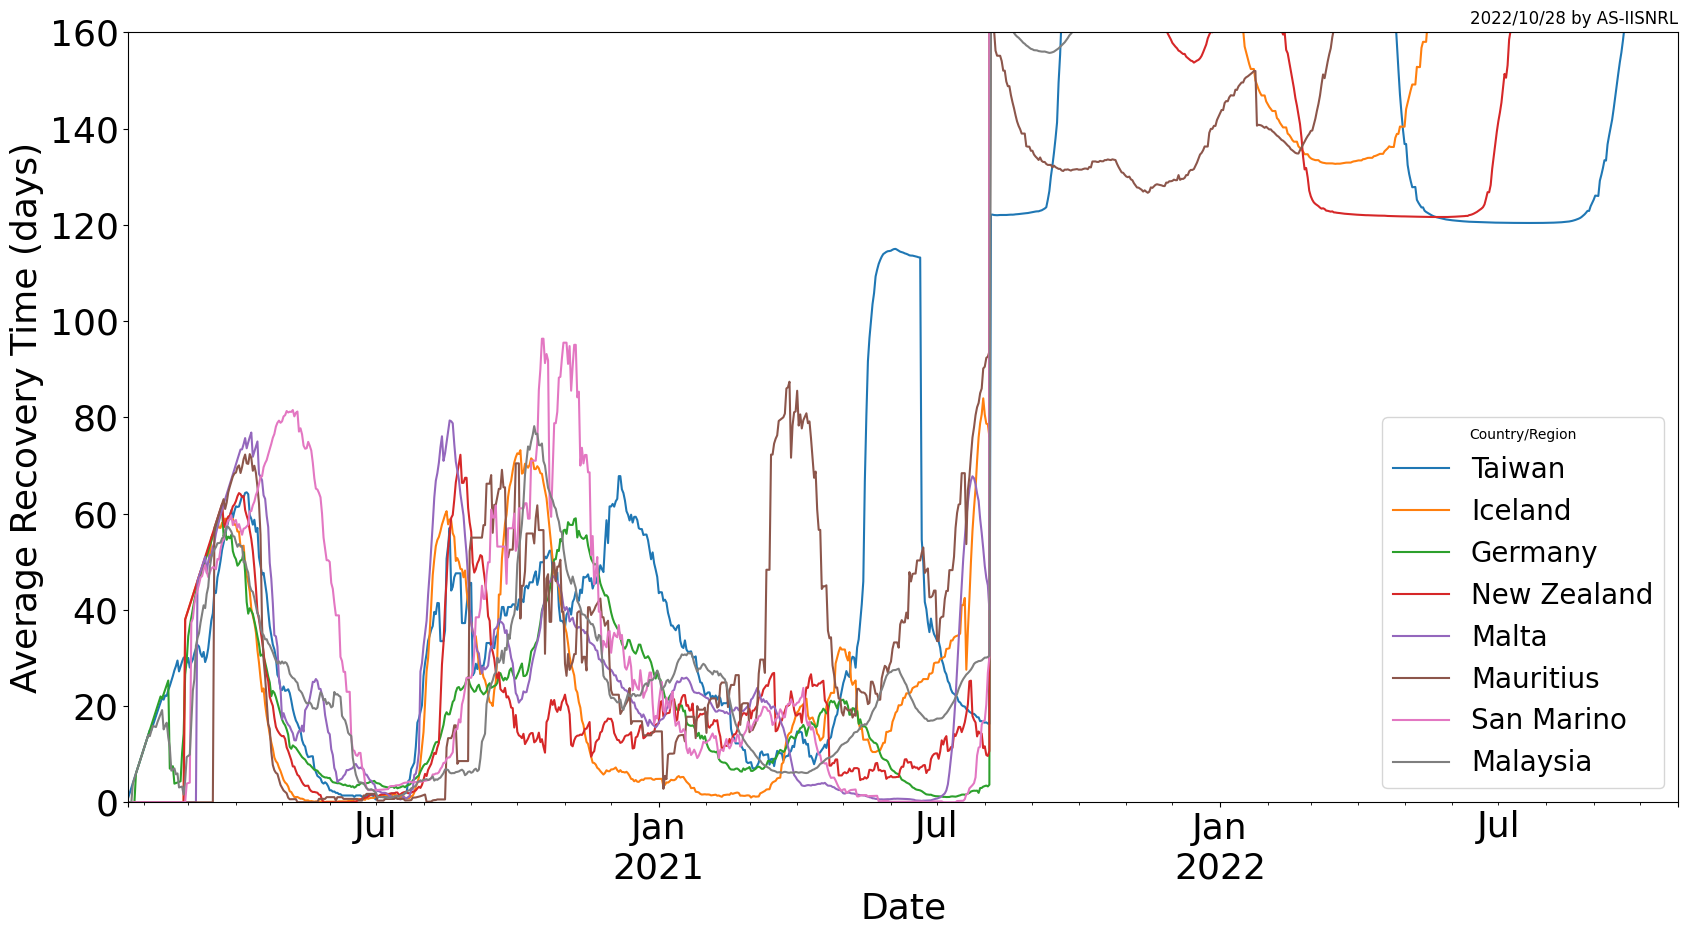 2022/10/28 by AS-IISNRL
160
140
120
100
80
60
40
20
0
Average Recovery Time (days)
Country/Region
Taiwan
Iceland
Germany
New Zealand
Malta
Mauritius
San Marino
Malaysia
Jul
Jan
2021
Jul
Jan
2022
Jul
Date